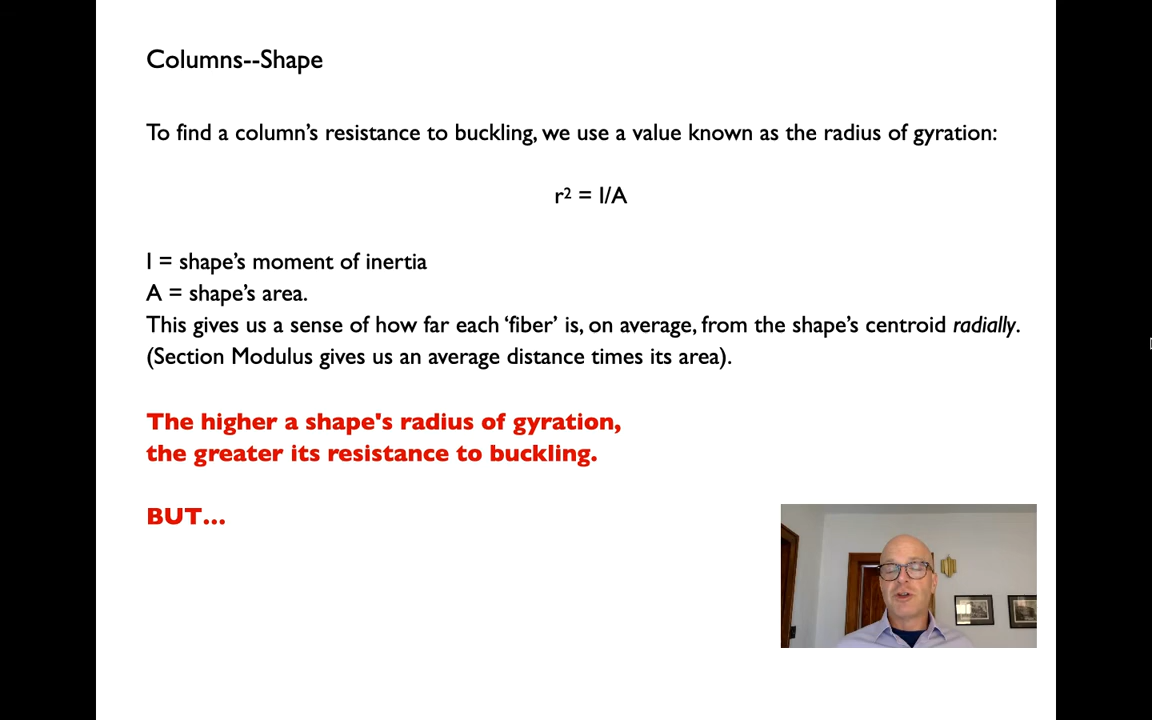 Columns--Shape
To find a column’s resistance to buckling, we use a value known as the radius of gyration:
r² = I/A
I = shape’s moment of inertia
A = shape’s area.
This gives us a sense of how far each ‘fiber’ is, on average, from the shape’s centroid radially.
(Section Modulus gives us an average distance times its area).
The higher a shape's radius of gyration,
the greater its resistance to buckling.
BUT...